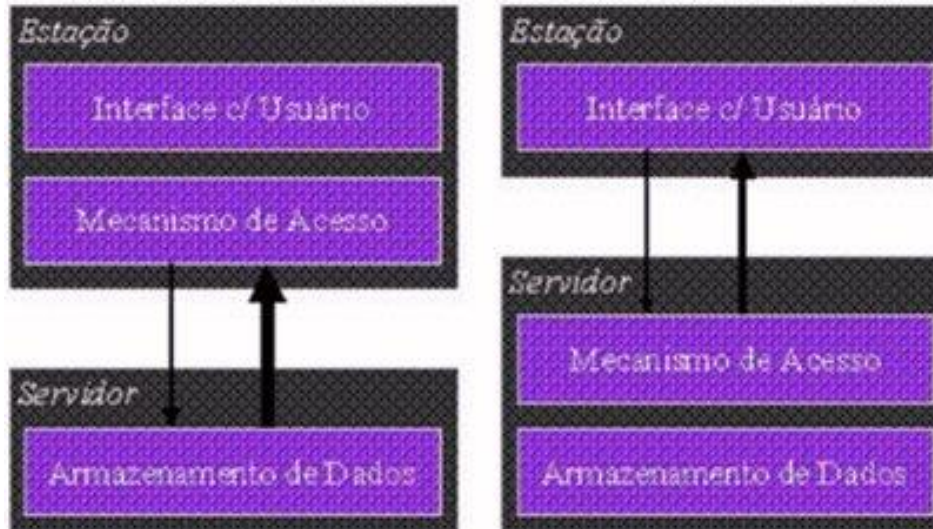 Estação
Interface c/ Usuário
Mecanismo de Acesso
Servidor
Armazenamento de Dados
Estação
Interface c/ Usuário
Servidor
Mecanismo de Acesso
Armazenamento de Dados